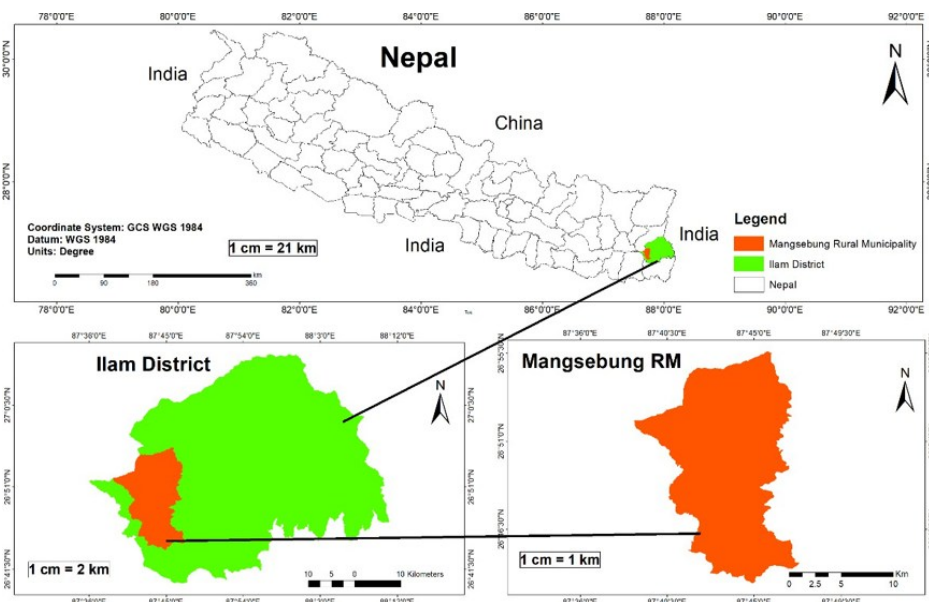 78°0'0"E 80°0'0"E 82°0'0"E 84°0'0"E 86°0'0"E 88°0'0"E 90°0'0"E 92°0'0"E
30°0'0"N
28°0'0"N
Nepal
India
China
India
India
N
Coordinate System: GCS WGS 1984
Datum: WGS 1984
Units: Degree
1 cm = 21 km
0 90 180 360
km
Legend
Mangsebung Rural Municipality
Ilam District
Nepal
78°0'0"E 80°0'0"E 82°0'0"E 84°0'0"E 86°0'0"E 88°0'0"E 90°0'0"E 92°0'0"E
87°36'0"E 87°45'0"E 87°54'0"E 88°3'0"E 88°12'0"E
Ilam District
N
27°0'30"N
26°51'0"N
26°41'30"N
1 cm = 2 km
10 5 0 10 Kilometers
87°36'0"E 87°40'30"E 87°45'0"E 87°49'30"E
Mangsebung RM
N
26°55'30"N
26°51'0"N
1 cm = 1 km
Km
0 2.5 5 10